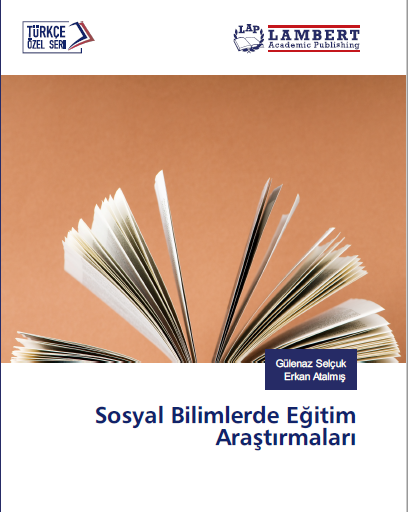 TÜRKÇE
ÖZEL SERİ
LAP
LAMBERT
Academic Publishing
Gülenaz Selçuk
Erkan Atalmış
Sosyal Bilimlerde Eğitim
Araştırmaları